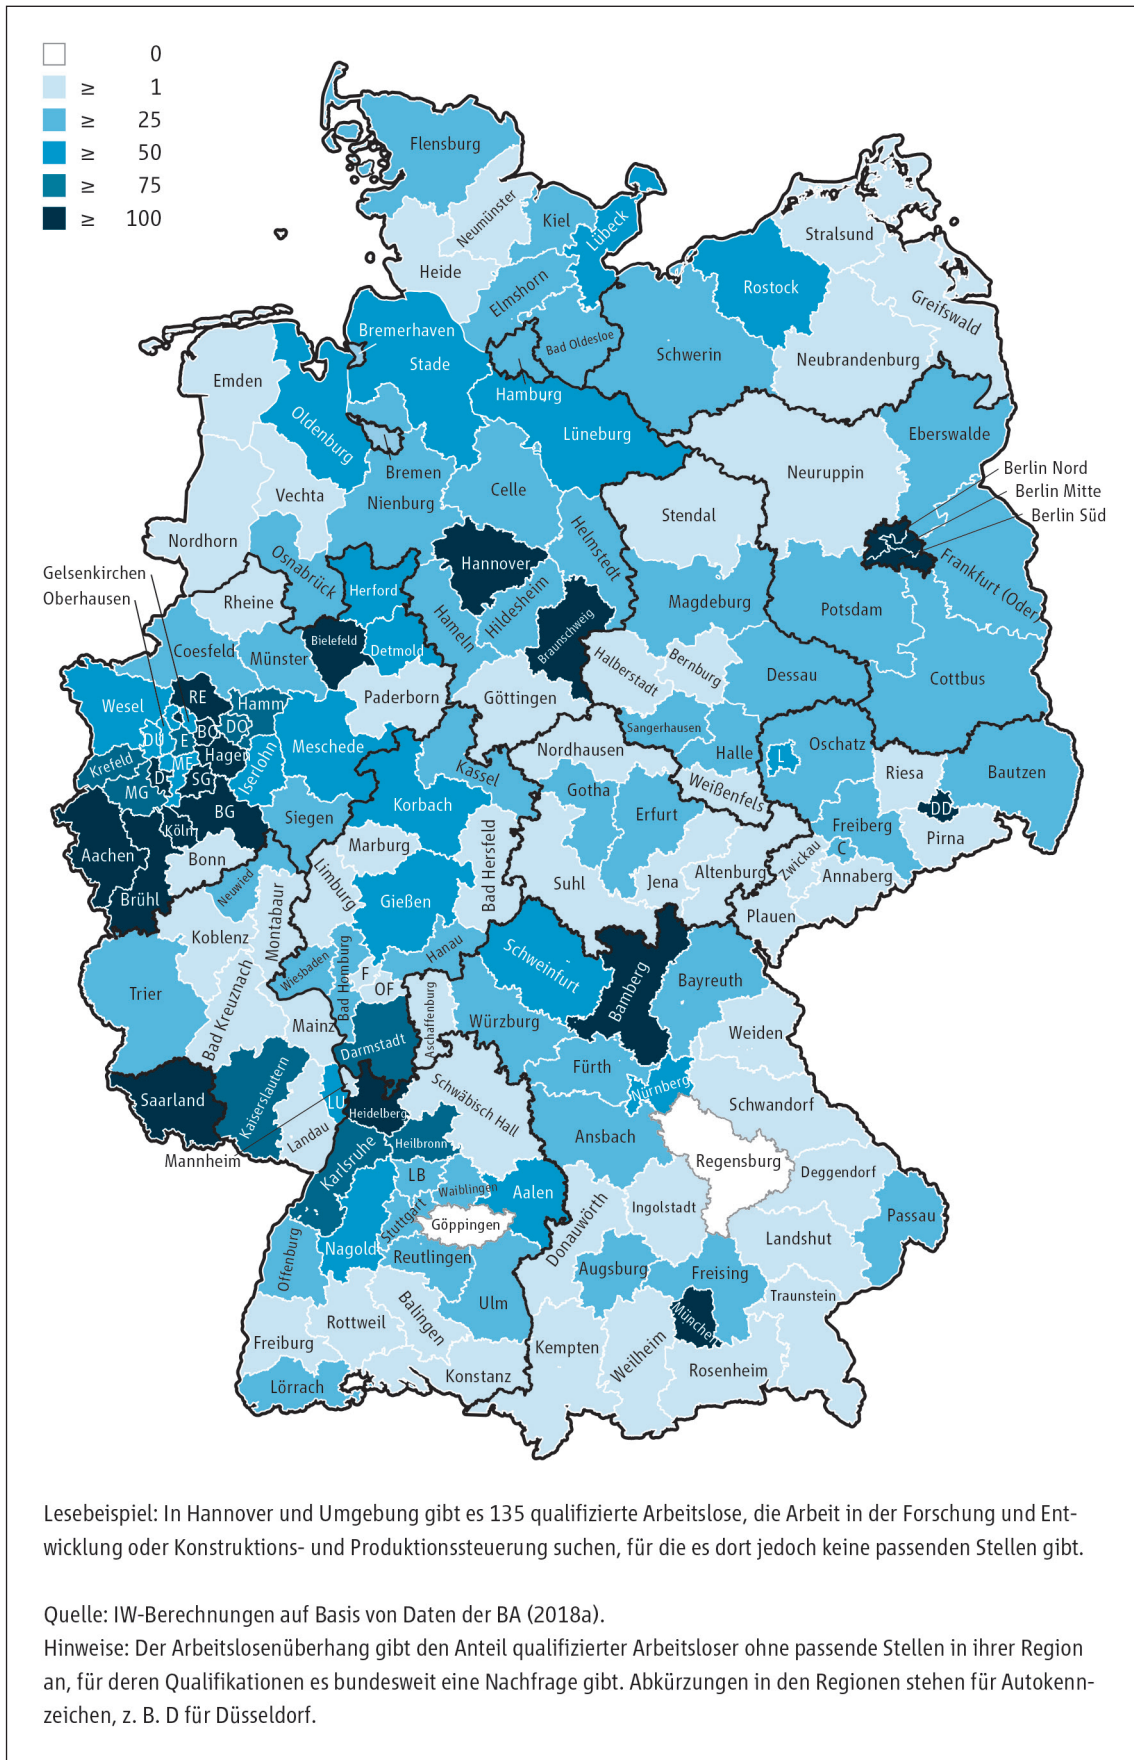 0
≥ 1
≥ 25
≥ 50
≥ 75
≥ 100
Flensburg
Neumünster
Kiel
Lübeck
Heide
Elmshorn
Bad Oldesloe
Stralsund
Rostock
Greifswald
Bremerhaven
Stade
Hamburg
Schwerin
Neubrandenburg
Emden
Oldenburg
Lüneburg
Eberswalde
Neuruppin
Berlin Nord
Berlin Mitte
Berlin Süd
Bremen
Vechta
Nienburg
Celle
Stendal
Nordhorn
Osnabrück
Hannover
Helmstedt
Frankfurt (Oder)
Gelsenkirchen
Oberhausen
Rheine
Herford
Hameln
Hildesheim
Magdeburg
Potsdam
Coesfeld
Münster
Bielefeld
Detmold
Braunschweig
Halberstadt
Bernburg
Dessau
Cottbus
Wesel
RE
Hamm
Paderborn
Göttingen
DU
E
BO
DO
Meschede
Sangerhausen
Halle
Oschatz
L
Nordhausen
Krefeld
ME
Hagen
Iserlohn
Kassel
Weißenfels
Riesa
Bautzen
MG
D
SG
Korbach
Gotha
Erfurt
DD
BG
Köln
Siegen
Freiberg
Pirna
Aachen
Bonn
Marburg
Bad Hersfeld
C
Zwickau
Annaberg
Brühl
Neuwied
Limburg
Gießen
Suhl
Jena
Altenburg
Plauen
Koblenz
Montabaur
Hanau
Schweinfurt
Trier
Bad Kreuznach
Wiesbaden
Bad Homburg
F
OF
Bamberg
Bayreuth
Mainz
Darmstadt
Aschaffenburg
Würzburg
Weiden
Saarland
Kaiserslautern
Fürth
Nürnberg
LU
Heidelberg
Schwäbisch Hall
Schwandorf
Landau
Mannheim
Karlsruhe
Heilbronn
Ansbach
Regensburg
Deggendorf
LB
Waiblingen
Aalen
Stuttgart
Göppingen
Donauwörth
Ingolstadt
Passau
Nagold
Offenburg
Reutlingen
Landshut
Augsburg
Freising
Ulm
Traunstein
Balingen
Rottweil
München
Freiburg
Kempten
Weilheim
Rosenheim
Lörrach
Konstanz
Lesebeispiel: In Hannover und Umgebung gibt es 135 qualifizierte Arbeitslose, die Arbeit in der Forschung und Ent-
wicklung oder Konstruktions- und Produktionssteuerung suchen, für die es dort jedoch keine passenden Stellen gibt.
Quelle: IW-Berechnungen auf Basis von Daten der BA (2018a).
Hinweise: Der Arbeitslosenüberhang gibt den Anteil qualifizierter Arbeitsloser ohne passende Stellen in ihrer Region
an, für deren Qualifikationen es bundesweit eine Nachfrage gibt. Abkürzungen in den Regionen stehen für Autokenn-
zeichen, z. B. D für Düsseldorf.